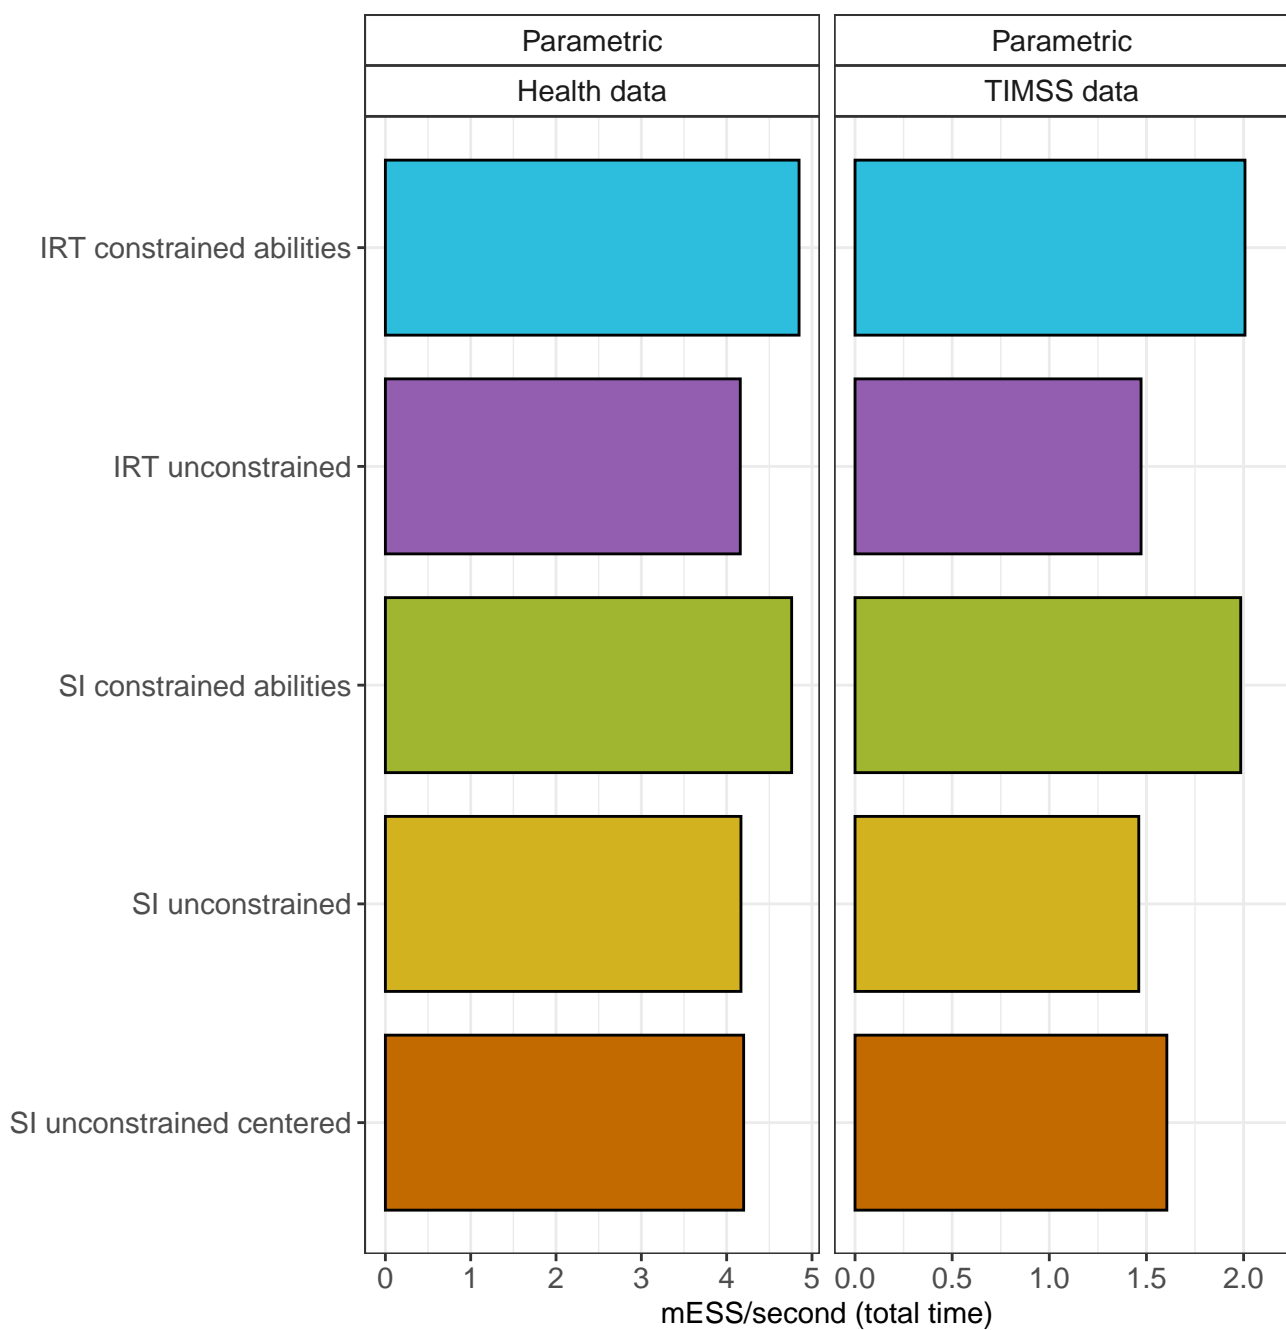 Parametric Parametric
Health data TIMSS data
IRT constrained abilities
IRT unconstrained
SI constrained abilities
SI unconstrained
SI unconstrained centered
0 1 2 3 4 5 0.0 0.5 1.0 1.5 2.0
mESS/second (total time)